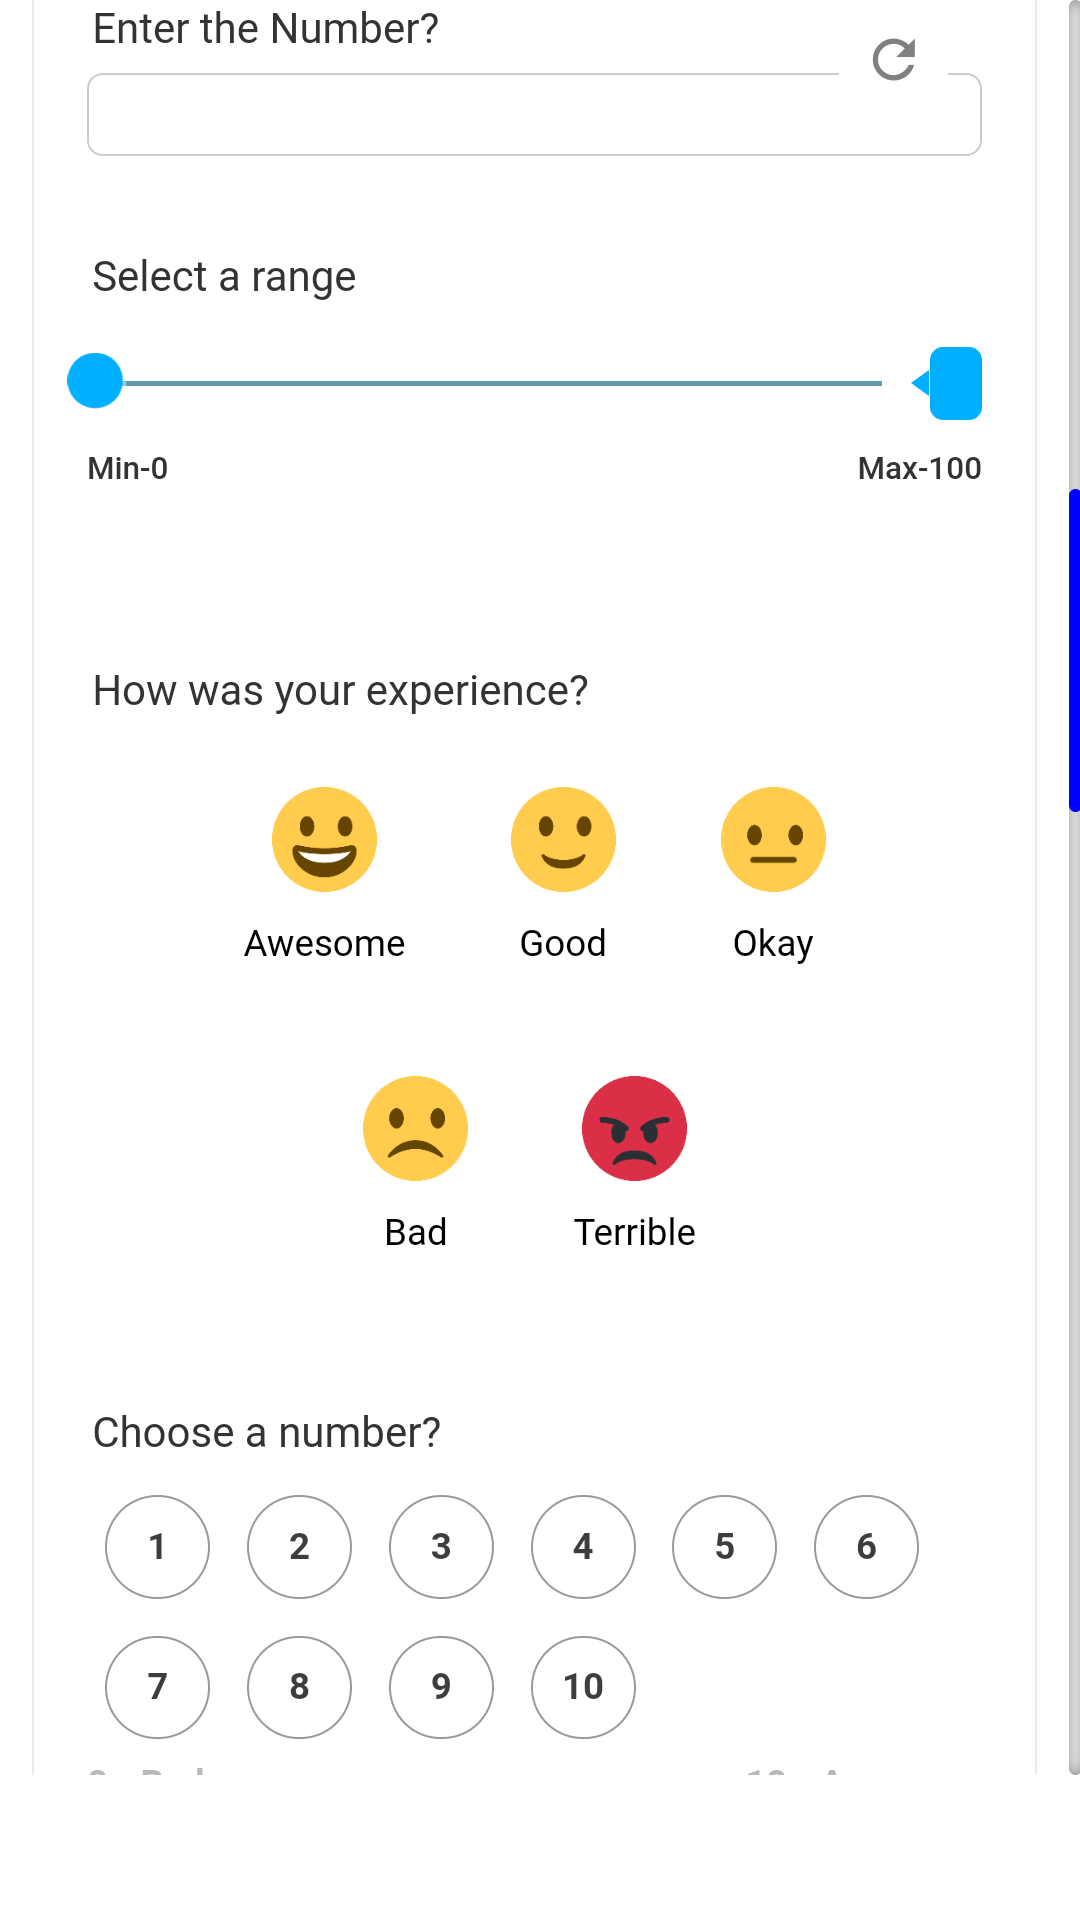 Enter the Number?
Select a range
Min-0 Max-100
How was your experience?
Awesome Good Okay
Bad Terrible
Choose a number?
1 2 3 4 5 6
7 8 9 10